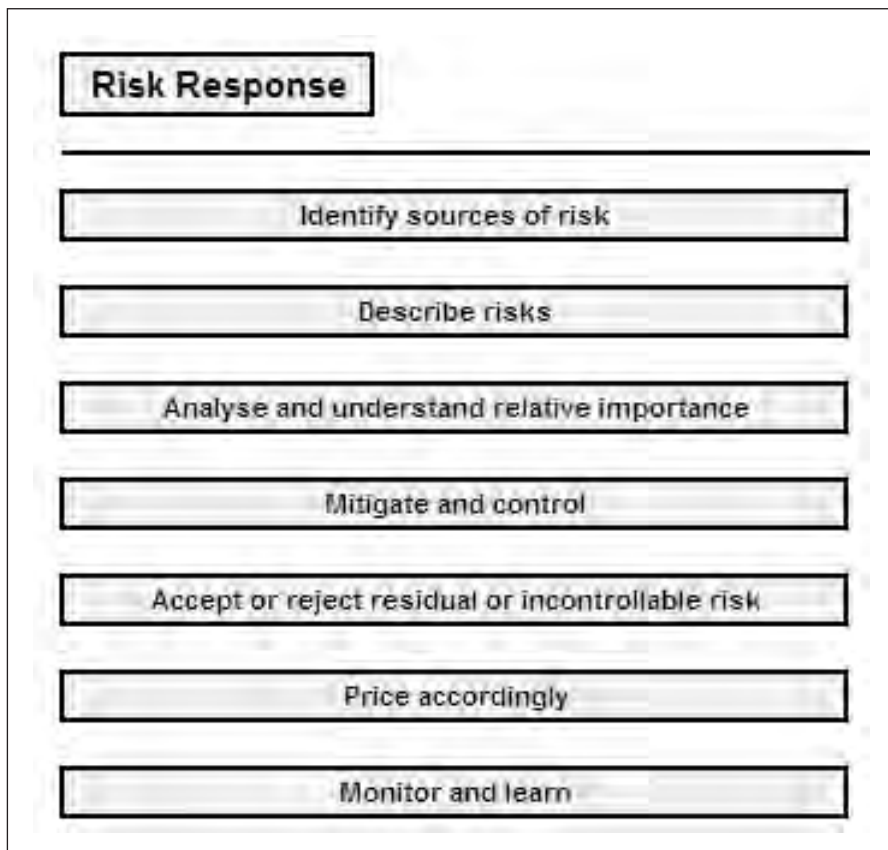 Risk Response
Identify sources of risk
Describe risks
Analyse and understand relative importance
Mitigate and control
Accept or reject residual or incontrollable risk
Price accordingly
Monitor and learn